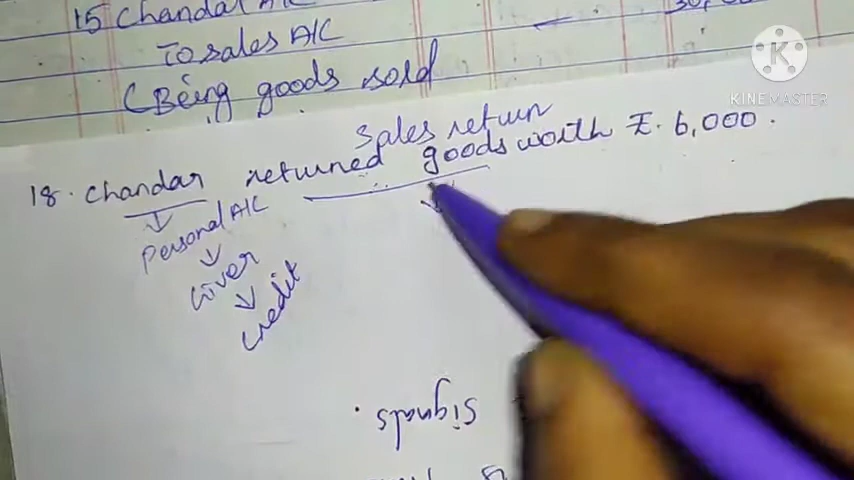 15 Chandar A/C
To sales A/C
(Being goods sold
KINEMASTER
Sales return
18. Chandar returned goods worth ₹. 6,000.
Personal A/C
Giver
Credit
Signals.